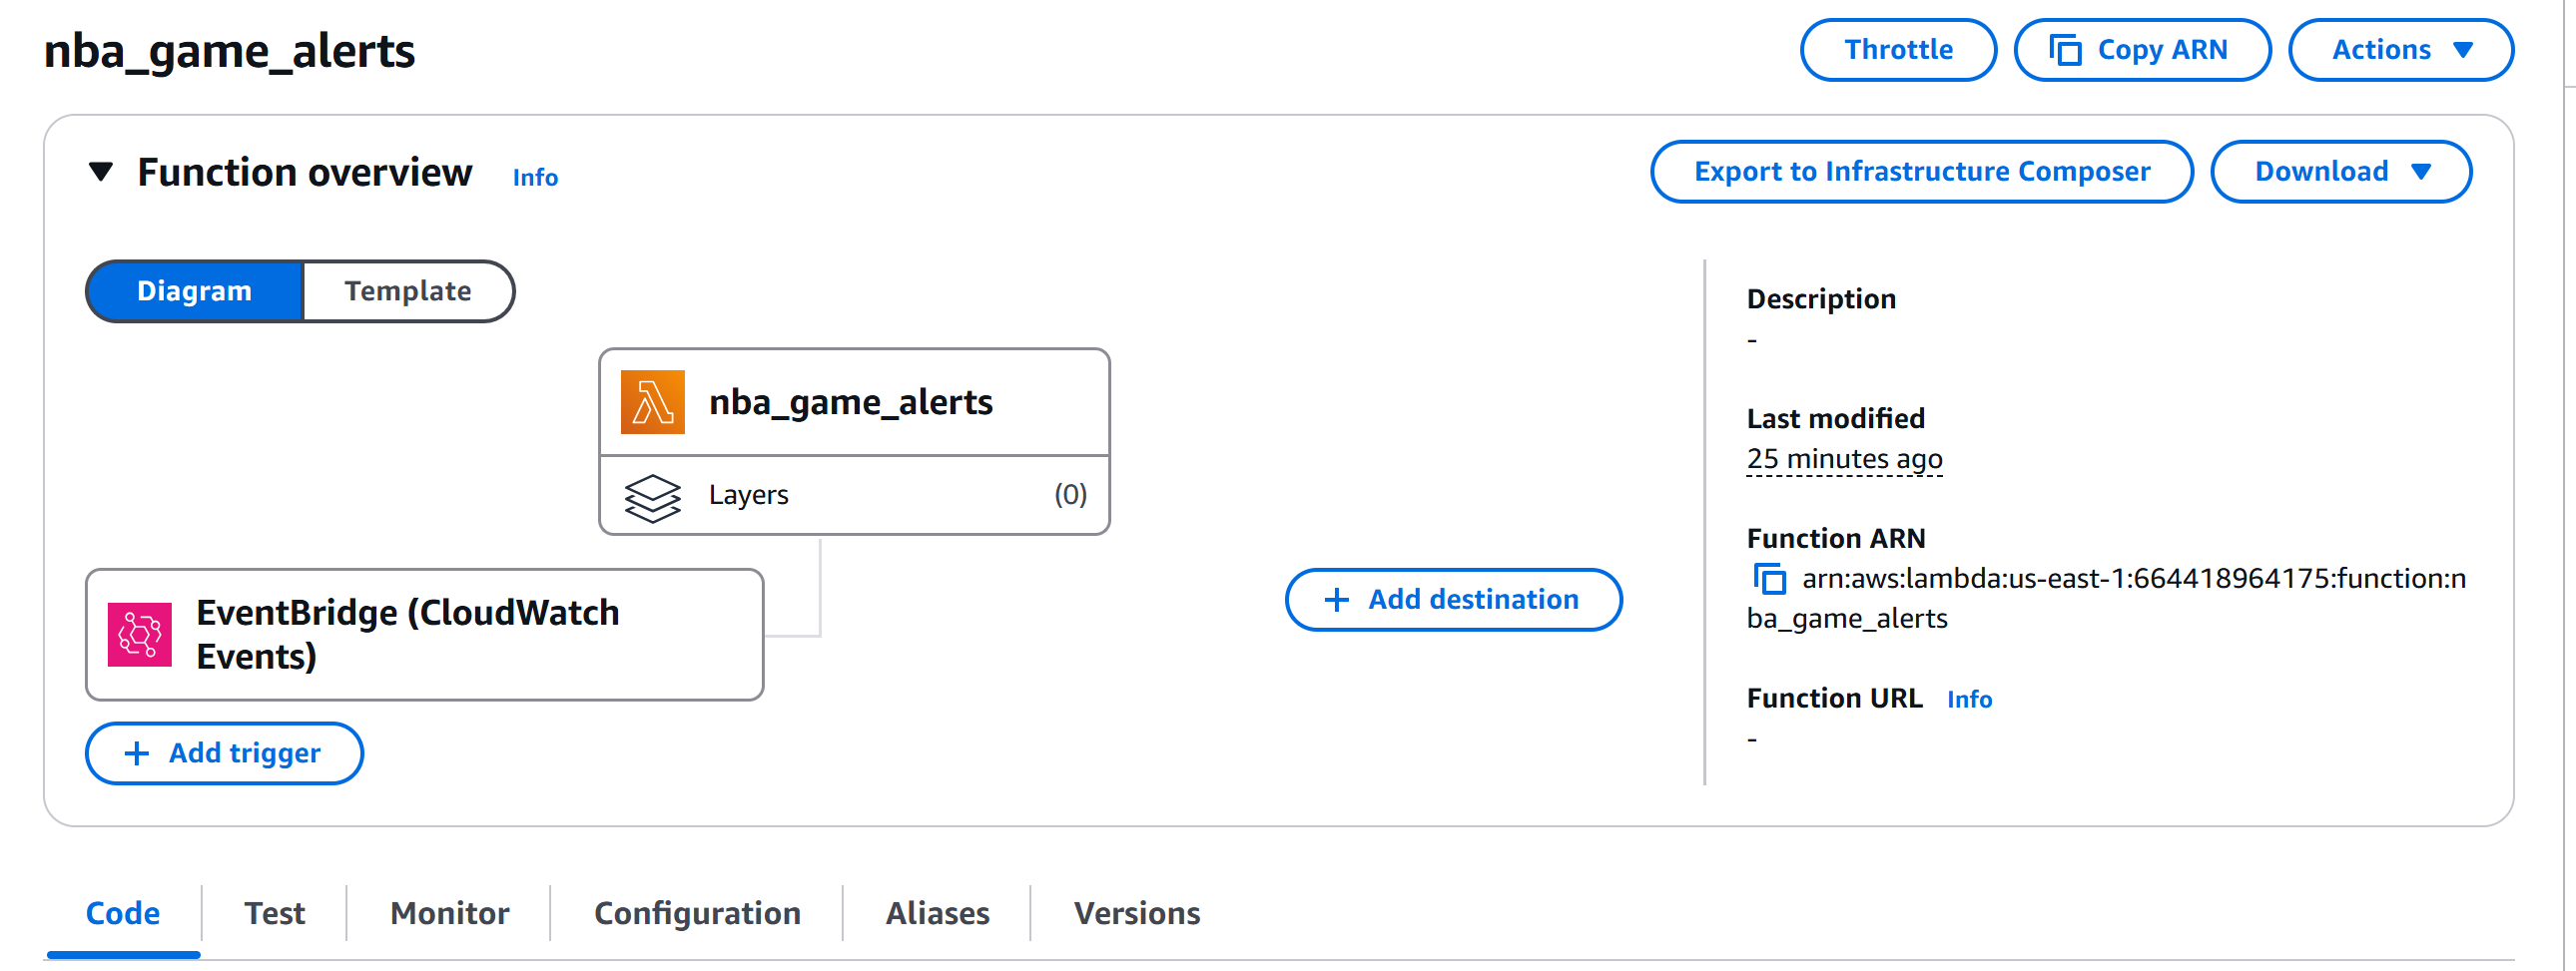 nba_game_alerts
Throttle
Copy ARN
Actions
Function overview
Info
Export to Infrastructure Composer
Download
Diagram
Template
nba_game_alerts
Layers
(0)
EventBridge (CloudWatch
Events)
Add trigger
Add destination
Description
-
Last modified
25 minutes ago
Function ARN
arn:aws:lambda:us-east-1:664418964175:function:n
ba_game_alerts
Function URL
Info
-
Code
Test
Monitor
Configuration
Aliases
Versions